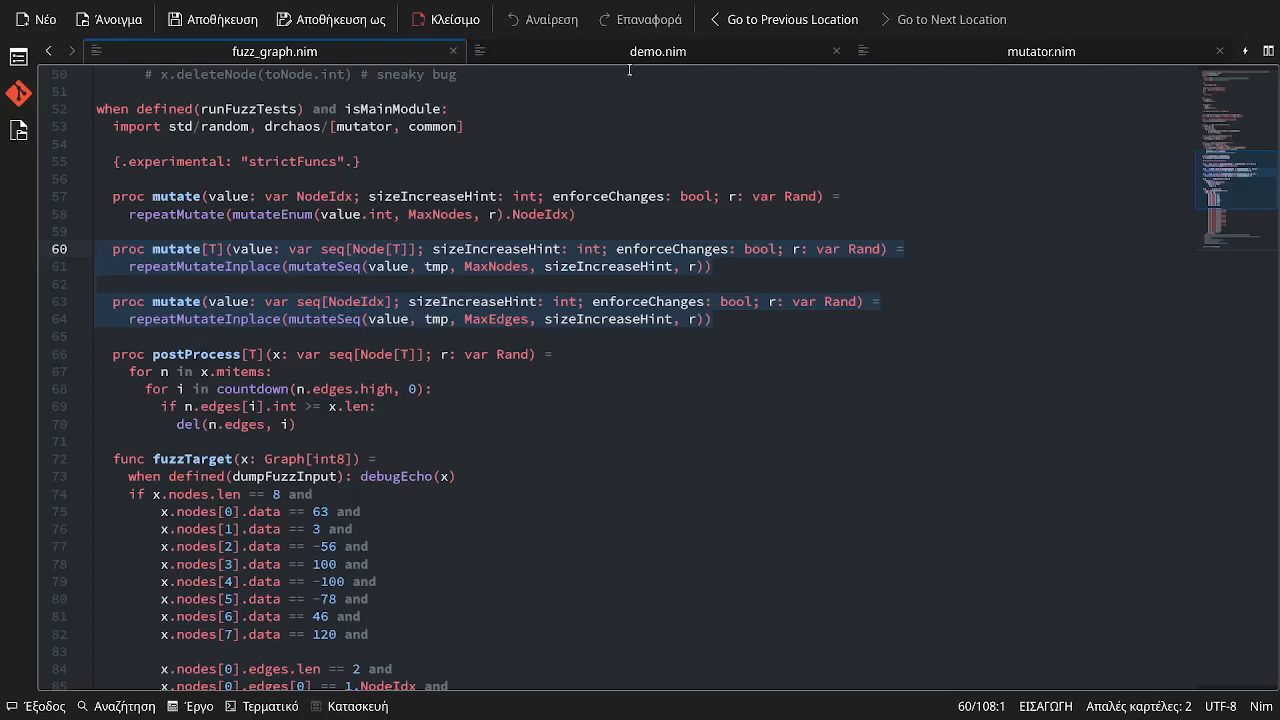 Νέο Άνοιγμα Αποθήκευση Αποθήκευση ως Κλείσιμο Αναίρεση Επαναφορά Go to Previous Location Go to Next Location
fuzz_graph.nim demo.nim mutator.nim
50 # x.deleteNode(toNode.int) # sneaky bug
51
52 when defined(runFuzzTests) and isMainModule:
53 import std/random, drchaos/[mutator, common]
54
55 {.experimental: "strictFuncs".}
56
57 proc mutate(value: var NodeIdx; sizeIncreaseHint: int; enforceChanges: bool; r: var Rand) =
58 repeatMutate(mutateEnum(value.int, MaxNodes, r).NodeIdx)
59
60 proc mutate[T](value: var seq[Node[T]]; sizeIncreaseHint: int; enforceChanges: bool; r: var Rand) =
61 repeatMutateInplace(mutateSeq(value, tmp, MaxNodes, sizeIncreaseHint, r))
62
63 proc mutate(value: var seq[NodeIdx]; sizeIncreaseHint: int; enforceChanges: bool; r: var Rand) =
64 repeatMutateInplace(mutateSeq(value, tmp, MaxEdges, sizeIncreaseHint, r))
65
66 proc postProcess[T](x: var seq[Node[T]]; r: var Rand) =
67 for n in x.mitems:
68 for i in countdown(n.edges.high, 0):
69 if n.edges[i].int >= x.len:
70 del(n.edges, i)
71
72 func fuzzTarget(x: Graph[int8]) =
73 when defined(dumpFuzzInput): debugEcho(x)
74 if x.nodes.len == 8 and
75 x.nodes[0].data == 63 and
76 x.nodes[1].data == 3 and
77 x.nodes[2].data == -56 and
78 x.nodes[3].data == 100 and
79 x.nodes[4].data == -100 and
80 x.nodes[5].data == -78 and
81 x.nodes[6].data == 46 and
82 x.nodes[7].data == 120 and
83
84 x.nodes[0].edges.len == 2 and
85 x.nodes[0].edges[0] == 1.NodeIdx and
Έξοδος Αναζήτηση Έργο Τερματικό Κατασκευή 60/108:1 ΕΙΣΑΓΩΓΗ Απαλές καρτέλες: 2 UTF-8 Nim